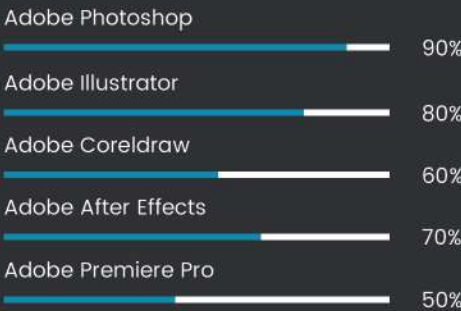 Adobe Photoshop
90%
Adobe Illustrator
80%
Adobe Coreldraw
60%
Adobe After Effects
70%
Adobe Premiere Pro
50%